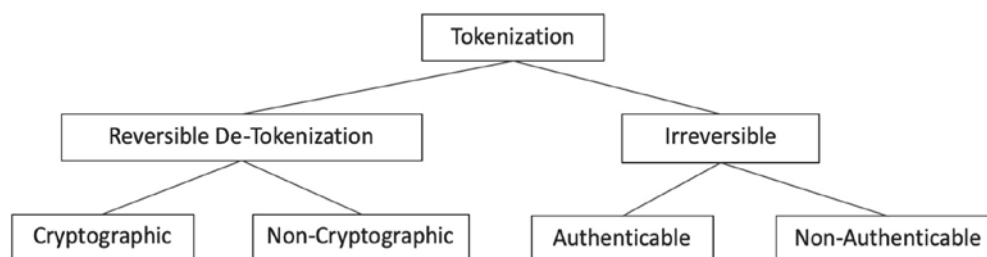 Tokenization
Reversible De-Tokenization
Irreversible
Cryptographic
Non-Cryptographic
Authenticable
Non-Authenticable